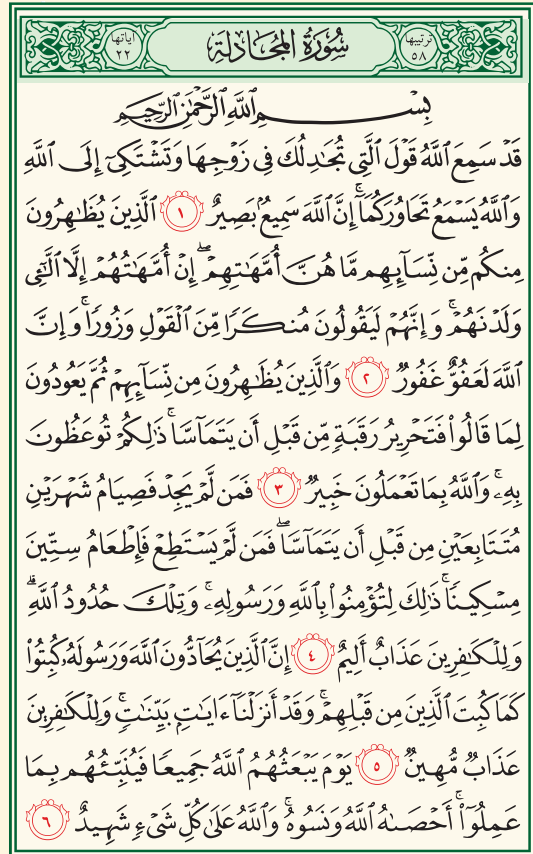 ترتيبها ٥٨ سُورَةُ المُجَادلة آياتها ٢٢
بِسْمِ ٱللَّهِ ٱلرَّحْمَٰنِ ٱلرَّحِيمِ
قَدْ سَمِعَ ٱللَّهُ قَوْلَ ٱلَّتِى تُجَٰدِلُكَ فِى زَوْجِهَا وَتَشْتَكِىٓ إِلَى ٱللَّهِ
وَٱللَّهُ يَسْمَعُ تَحَاوُرَكُمَآ ۚ إِنَّ ٱللَّهَ سَمِيعٌۢ بَصِيرٌ ١ ٱلَّذِينَ يُظَٰهِرُونَ
مِنكُم مِّن نِّسَآئِهِم مَّا هُنَّ أُمَّهَٰتِهِمْ ۖ إِنْ أُمَّهَٰتُهُمْ إِلَّا ٱلَّٰٓـِٔى
وَلَدْنَهُمْ ۚ وَإِنَّهُمْ لَيَقُولُونَ مُنكَرًا مِّنَ ٱلْقَوْلِ وَزُورًا ۚ وَإِنَّ
ٱللَّهَ لَعَفُوٌّ غَفُورٌ ٢ وَٱلَّذِينَ يُظَٰهِرُونَ مِن نِّسَآئِهِمْ ثُمَّ يَعُودُونَ
لِمَا قَالُوا۟ فَتَحْرِيرُ رَقَبَةٍ مِّن قَبْلِ أَن يَتَمَآسَّا ۚ ذَٰلِكُمْ تُوعَظُونَ
بِهِۦ ۚ وَٱللَّهُ بِمَا تَعْمَلُونَ خَبِيرٌ ٣ فَمَن لَّمْ يَجِدْ فَصِيَامُ شَهْرَيْنِ
مُتَتَابِعَيْنِ مِن قَبْلِ أَن يَتَمَآسَّا ۖ فَمَن لَّمْ يَسْتَطِعْ فَإِطْعَامُ سِتِّينَ
مِسْكِينًا ۚ ذَٰلِكَ لِتُؤْمِنُوا۟ بِٱللَّهِ وَرَسُولِهِۦ ۚ وَتِلْكَ حُدُودُ ٱللَّهِ ۗ
وَلِلْكَٰفِرِينَ عَذَابٌ أَلِيمٌ ٤ إِنَّ ٱلَّذِينَ يُحَآدُّونَ ٱللَّهَ وَرَسُولَهُۥ كُبِتُوا۟
كَمَا كُبِتَ ٱلَّذِينَ مِن قَبْلِهِمْ ۚ وَقَدْ أَنزَلْنَآ ءَايَٰتٍۭ بَيِّنَٰتٍ ۚ وَلِلْكَٰفِرِينَ
عَذَابٌ مُّهِينٌ ٥ يَوْمَ يَبْعَثُهُمُ ٱللَّهُ جَمِيعًا فَيُنَبِّئُهُم بِمَا
عَمِلُوٓا۟ ۚ أَحْصَىٰهُ ٱللَّهُ وَنَسُوهُ ۚ وَٱللَّهُ عَلَىٰ كُلِّ شَىْءٍ شَهِيدٌ ٦